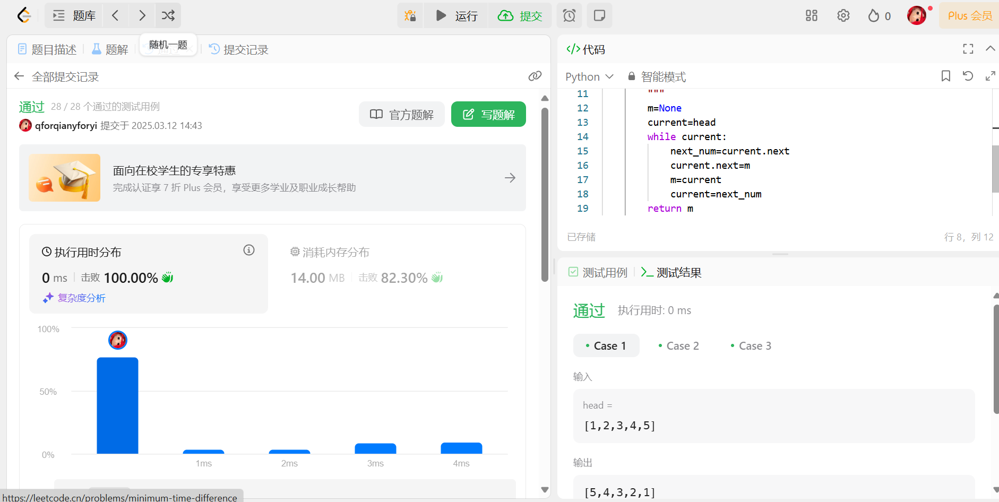 题库
运行
提交
0
Plus 会员
题目描述
题解
随机一题
通过
提交记录
全部提交记录
通过
28 / 28 个通过的测试用例
qforqianyforyi 提交于 2025.03.12 14:43
官方题解
写题解
面向在校学生的专享特惠
完成认证享 7 折 Plus 会员，享受更多学业及职业成长帮助
执行用时分布
0 ms
击败 100.00%
复杂度分析
消耗内存分布
14.00 MB
击败 82.30%
100%
50%
0%
1ms
2ms
3ms
4ms
https://leetcode.cn/problems/minimum-time-difference
</>代码
Python
智能模式
11 """
12 m=None
13 current=head
14 while current:
15 next_num=current.next
16 current.next=m
17 m=current
18 current=next_num
19 return m
已存储
行 8，列 12
测试用例
测试结果
通过
执行用时: 0 ms
Case 1
Case 2
Case 3
输入
head =
[1,2,3,4,5]
输出
[5,4,3,2,1]